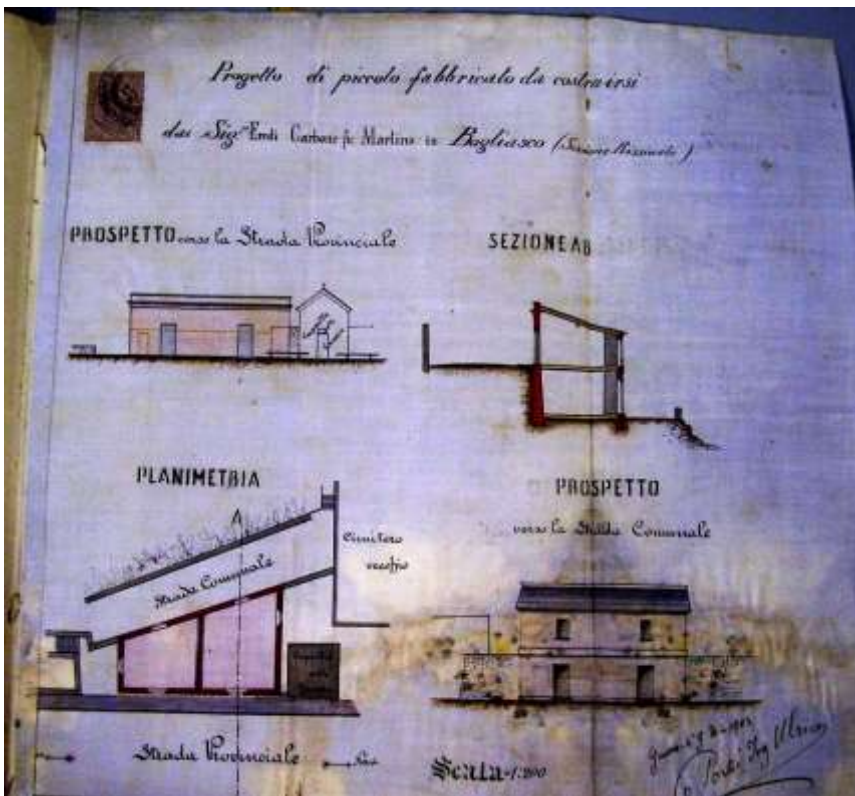 Progetto di piccolo fabbricato da costruirsi
dai Sig.ri Eredi Carbone fu Martino in Bogliasco
PROSPETTO verso la Strada Provinciale
SEZIONE AB
PLANIMETRIA
A
Strada Comunale
Cimitero
vecchio
PROSPETTO
verso la Strada Comunale
Strada Provinciale
Scala 1:200